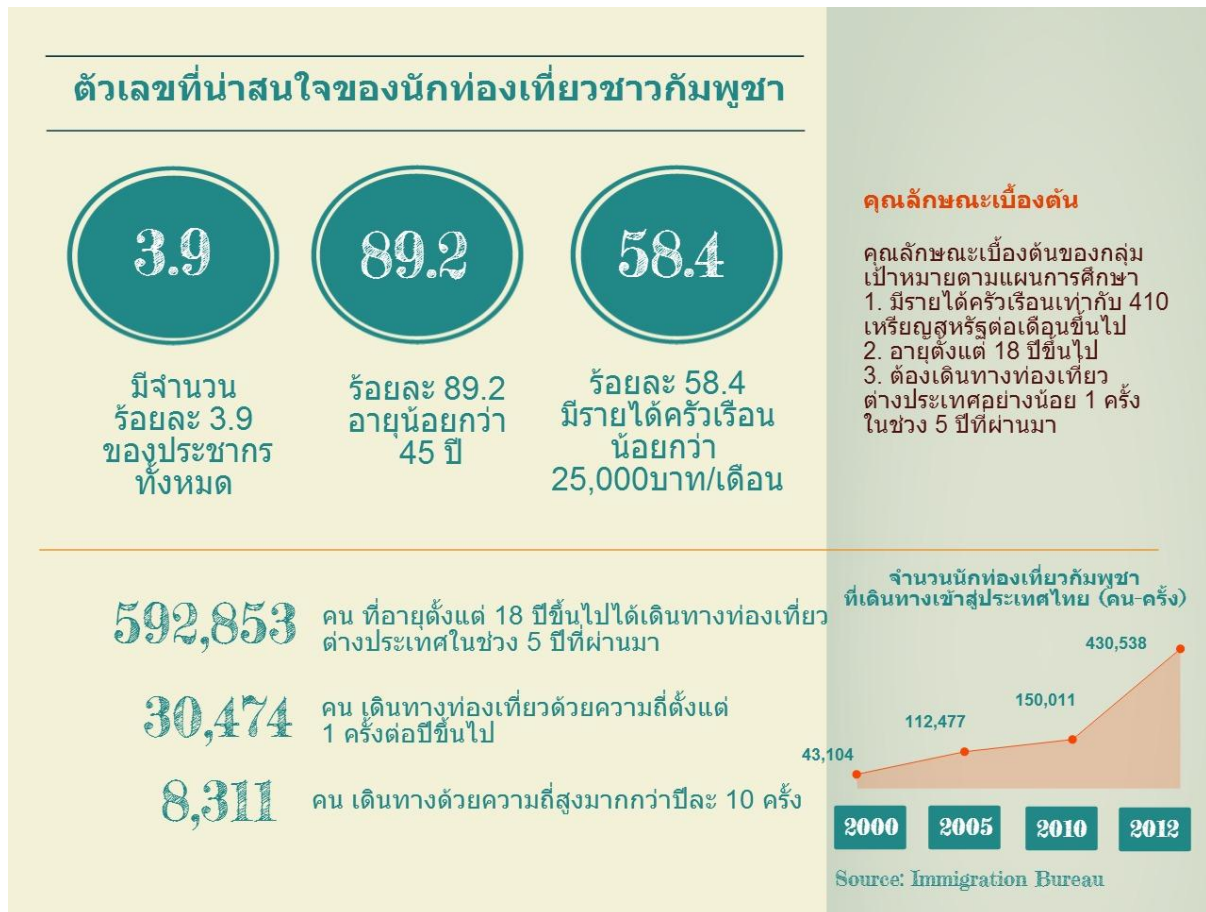 ตัวเลขที่น่าสนใจของนักท่องเที่ยวชาวกัมพูชา
3.9
มีจำนวน
ร้อยละ 3.9
ของประชากร
ทั้งหมด
89.2
ร้อยละ 89.2
อายุน้อยกว่า
45 ปี
58.4
ร้อยละ 58.4
มีรายได้ครัวเรือน
น้อยกว่า
25,000บาท/เดือน
คุณลักษณะเบื้องต้น
คุณลักษณะเบื้องต้นของกลุ่ม
เป้าหมายตามแผนการศึกษา
1. มีรายได้ครัวเรือนเท่ากับ 410
เหรียญสหรัฐต่อเดือนขึ้นไป
2. อายุตั้งแต่ 18 ปีขึ้นไป
3. ต้องเดินทางท่องเที่ยว
ต่างประเทศอย่างน้อย 1 ครั้ง
ในช่วง 5 ปีที่ผ่านมา
592,853
คน ที่อายุตั้งแต่ 18 ปีขึ้นไปได้เดินทางท่องเที่ยว
ต่างประเทศในช่วง 5 ปีที่ผ่านมา
30,474
คน เดินทางท่องเที่ยวด้วยความถี่ตั้งแต่
1 ครั้งต่อปีขึ้นไป
8,311
คน เดินทางด้วยความถี่สูงมากกว่าปีละ 10 ครั้ง
จำนวนนักท่องเที่ยวกัมพูชา
ที่เดินทางเข้าสู่ประเทศไทย (คน-ครั้ง)
43,104
112,477
150,011
430,538
2000
2005
2010
2012
Source: Immigration Bureau